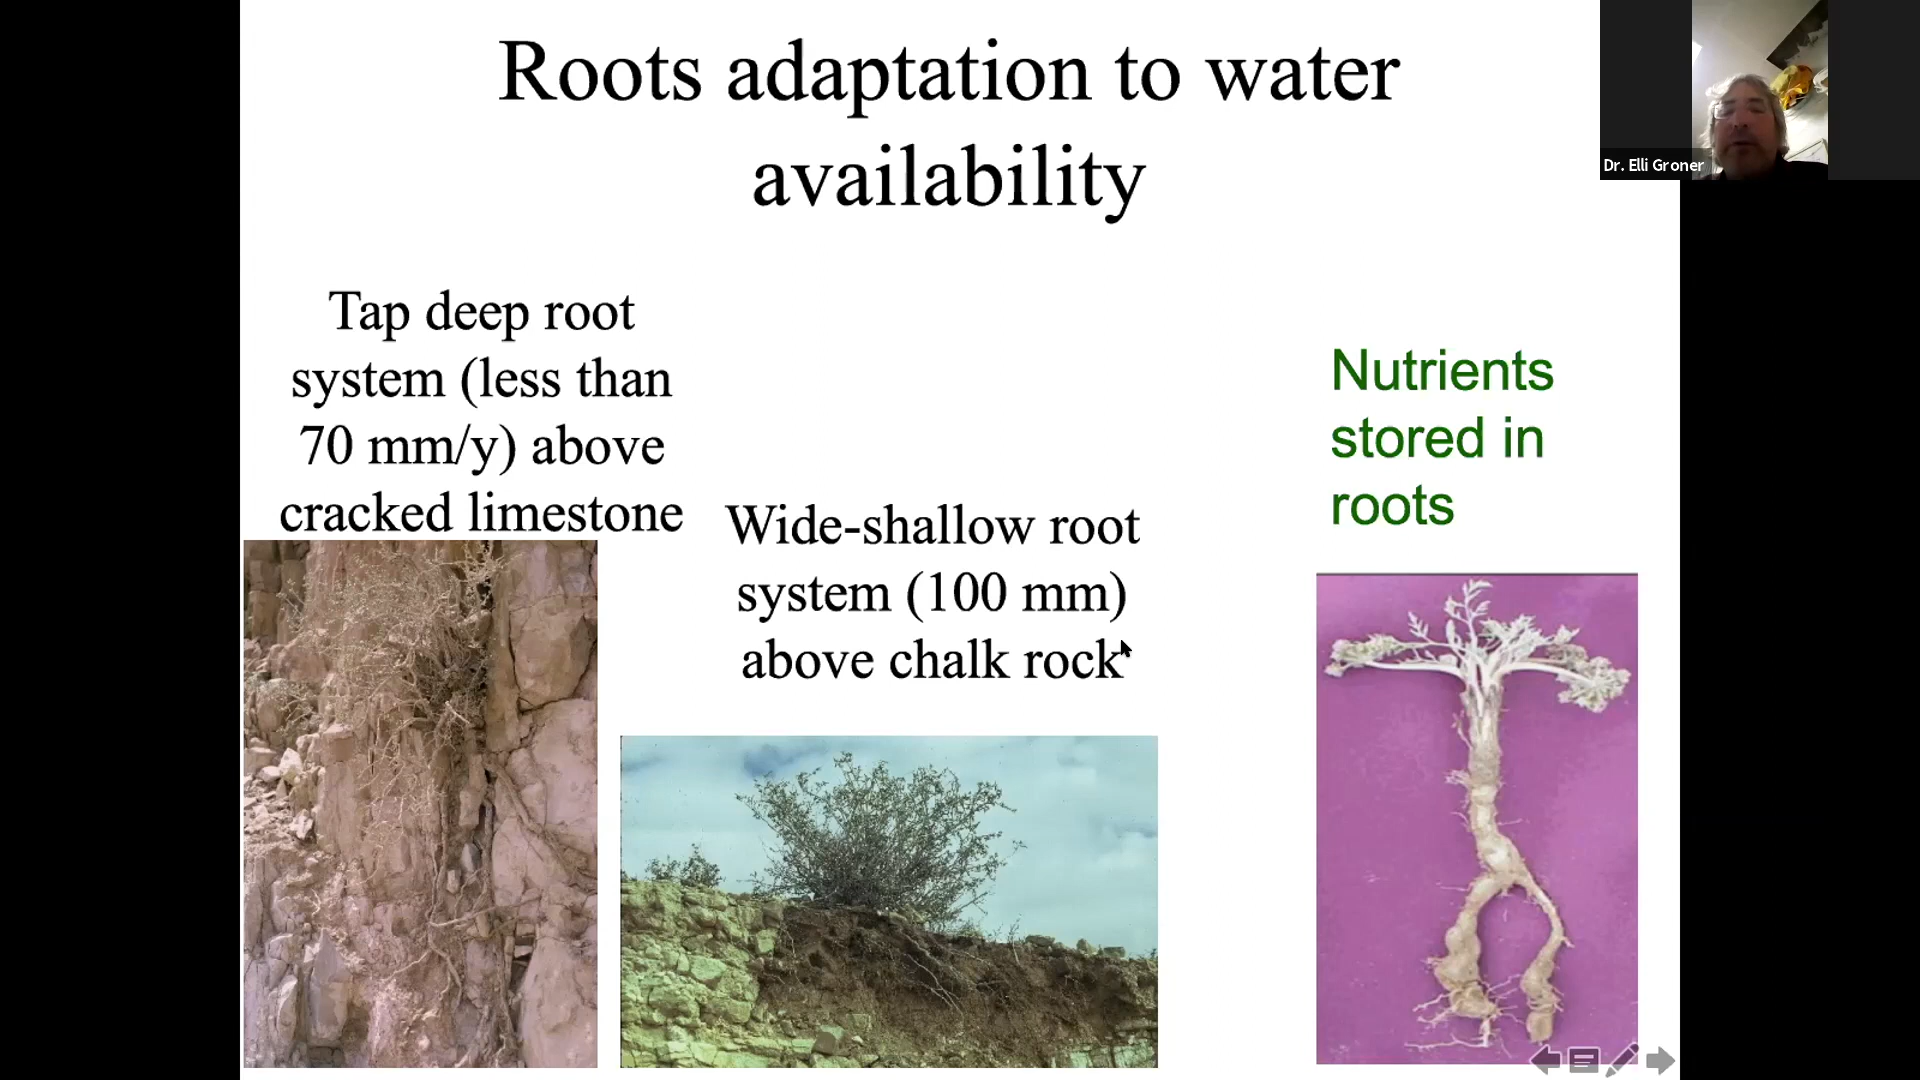 Roots adaptation to water
availability
Dr. Elli Groner
Tap deep root
system (less than
70 mm/y) above
cracked limestone
Wide-shallow root
system (100 mm)
above chalk rock
Nutrients
stored in
roots